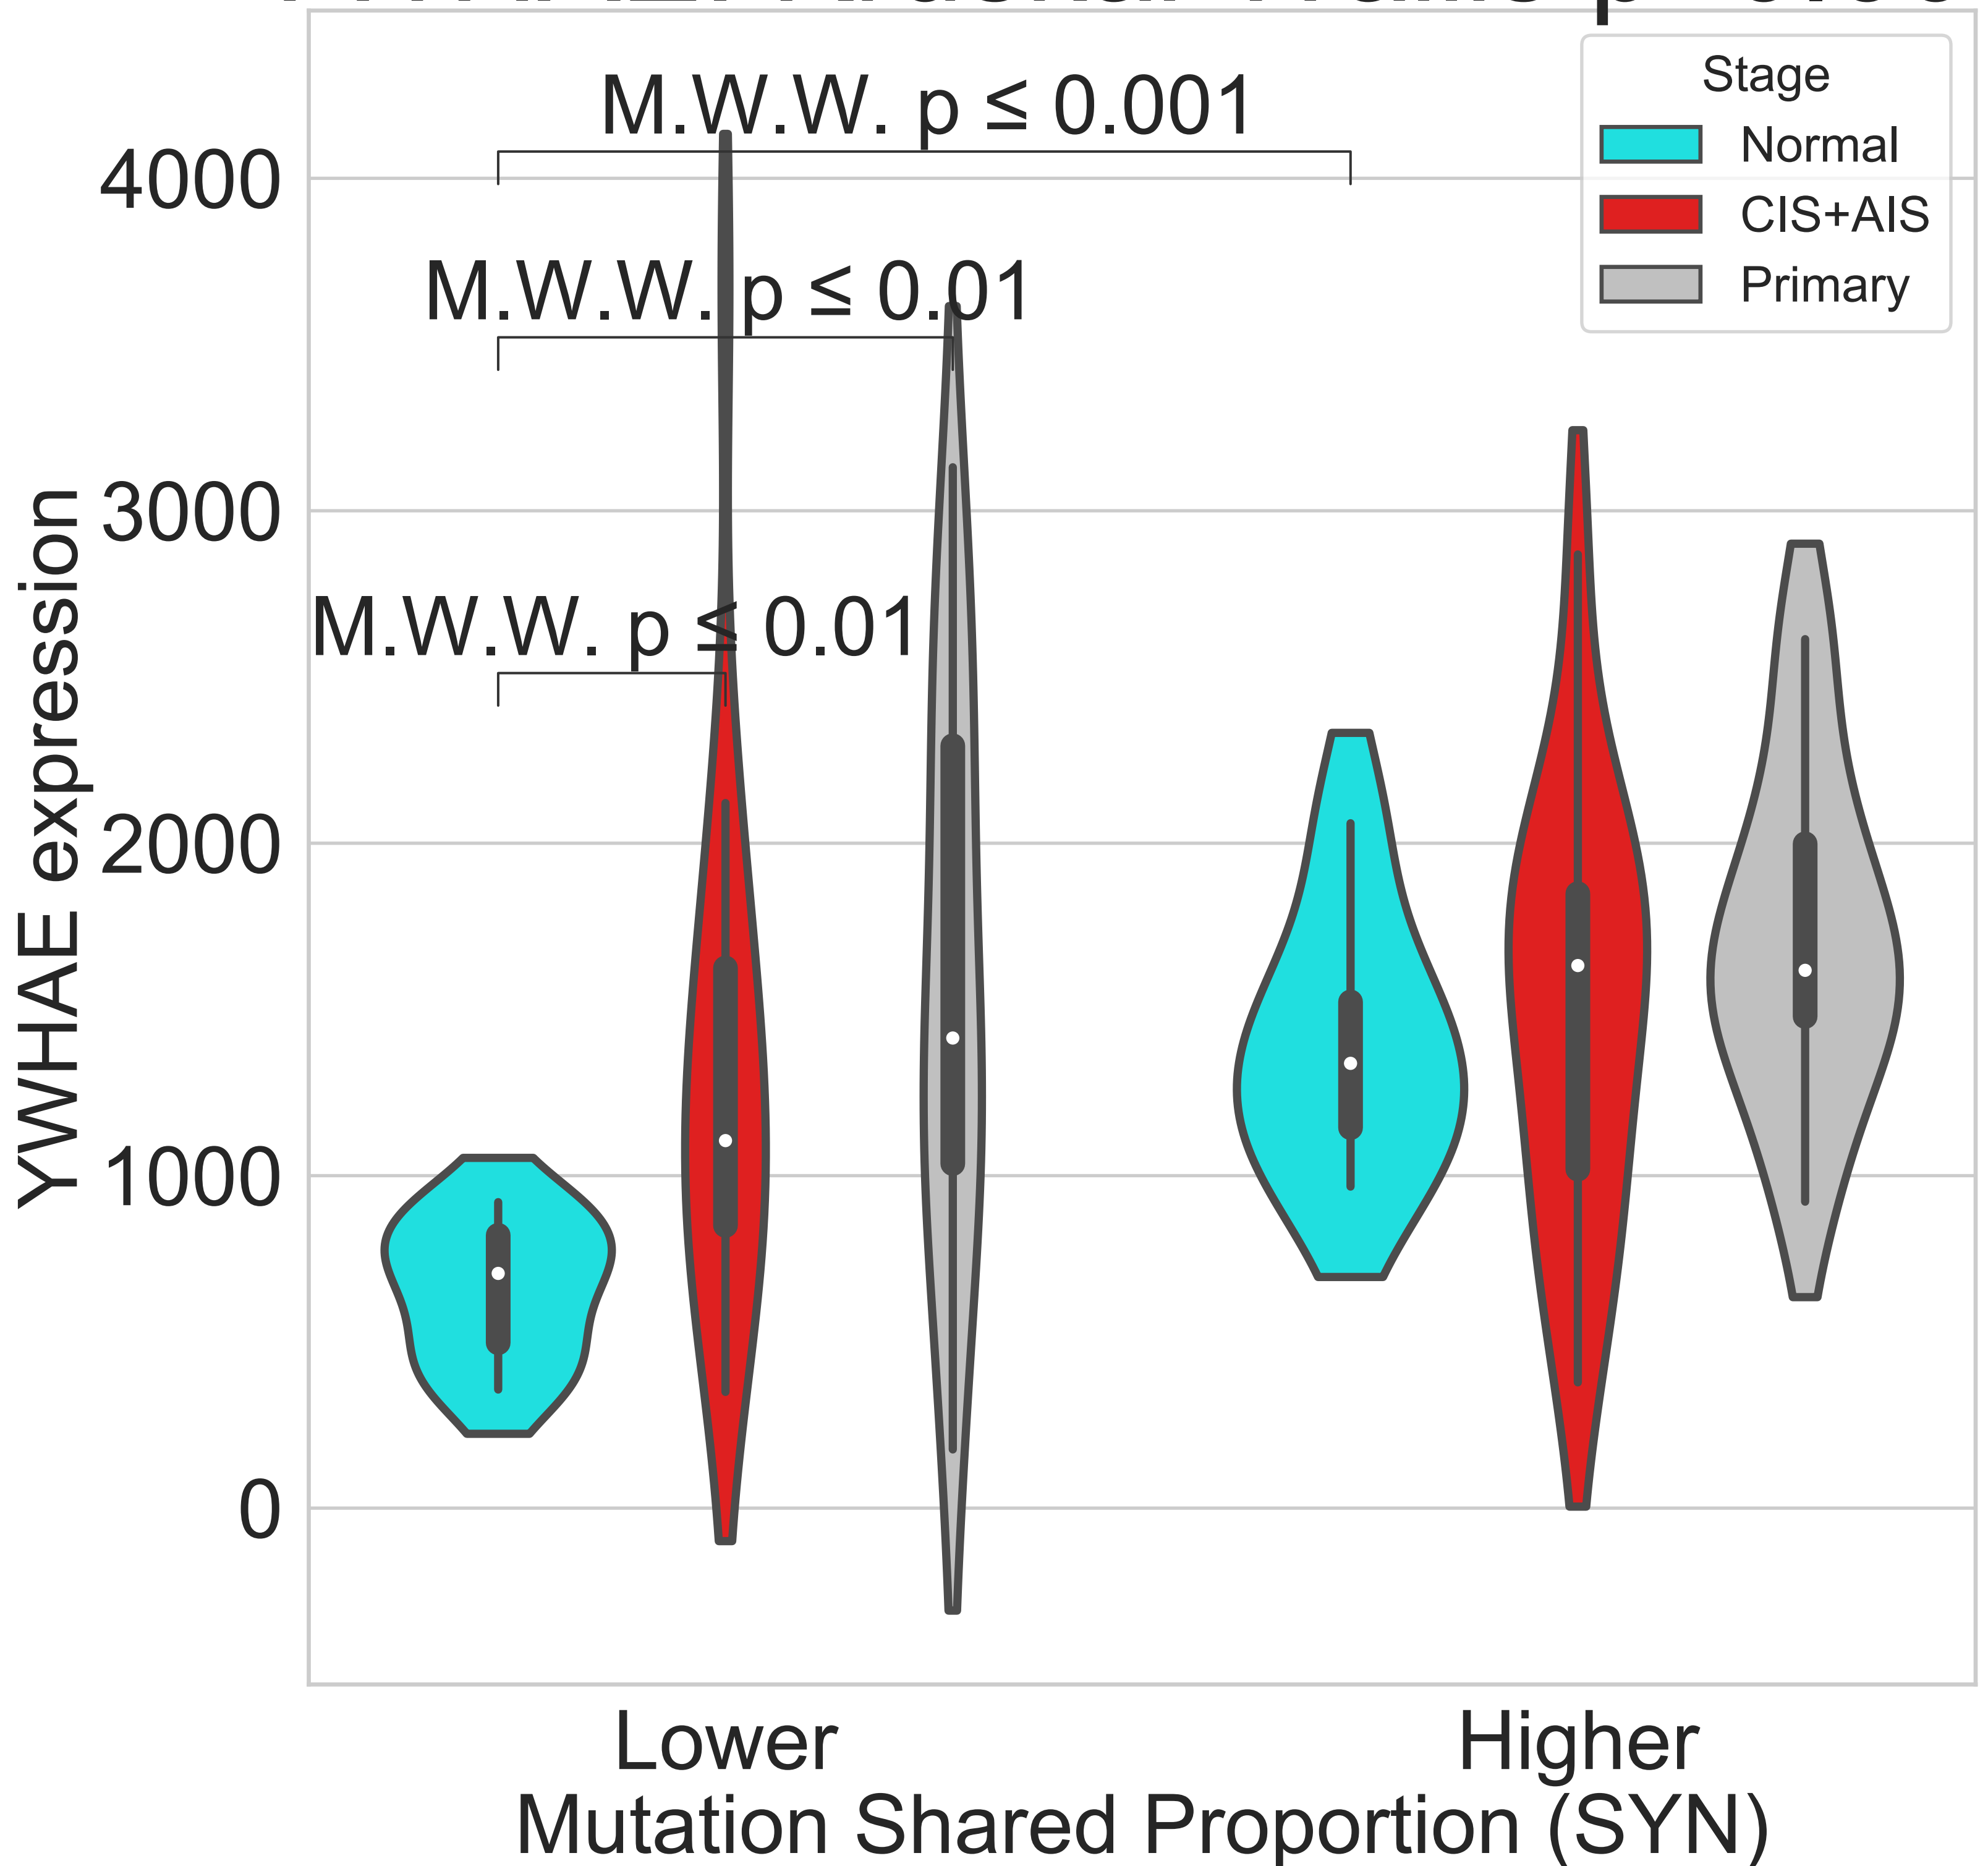 Stage
Normal
CIS+AIS
Primary
M.W.W. p ≤ 0.001
M.W.W. p ≤ 0.01
M.W.W. p ≤ 0.01
4000
3000
2000
1000
0
YWHAE expression
Lower
Higher
Mutation Shared Proportion (SYN)